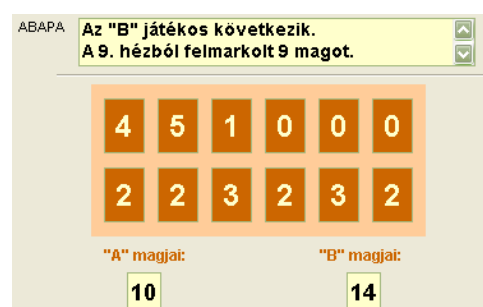 ABAPA
Az "B" játékos következik.
A 9. hézból felmarkolt 9 magot.
4 5 1 0 0 0
2 2 3 2 3 2
"A" magjai: "B" magjai:
10 14